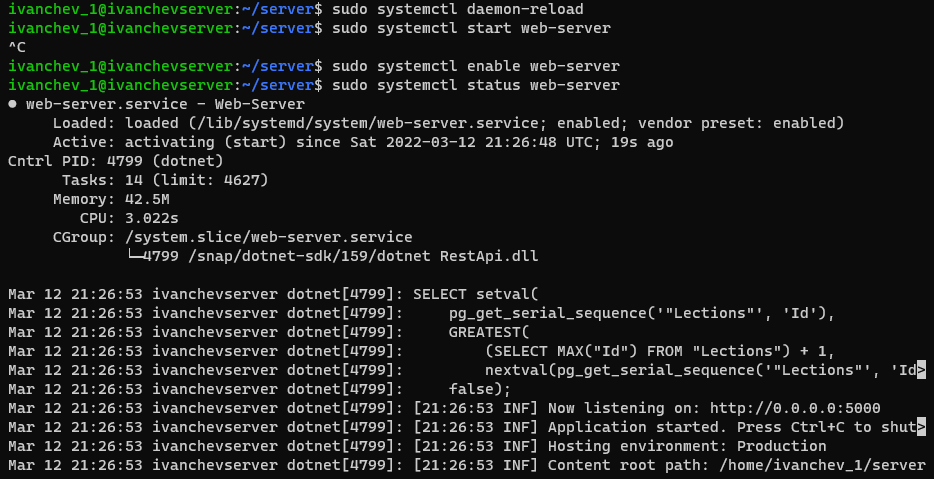 ivanchev_1@ivanchevserver:~/server$ sudo systemctl daemon-reload
ivanchev_1@ivanchevserver:~/server$ sudo systemctl start web-server
^C
ivanchev_1@ivanchevserver:~/server$ sudo systemctl enable web-server
ivanchev_1@ivanchevserver:~/server$ sudo systemctl status web-server
● web-server.service - Web-Server
     Loaded: loaded (/lib/systemd/system/web-server.service; enabled; vendor preset: enabled)
     Active: activating (start) since Sat 2022-03-12 21:26:48 UTC; 19s ago
Cntrl PID: 4799 (dotnet)
      Tasks: 14 (limit: 4627)
     Memory: 42.5M
        CPU: 3.022s
     CGroup: /system.slice/web-server.service
             └─4799 /snap/dotnet-sdk/159/dotnet RestApi.dll

Mar 12 21:26:53 ivanchevserver dotnet[4799]: SELECT setval(
Mar 12 21:26:53 ivanchevserver dotnet[4799]:     pg_get_serial_sequence('"Lections"', 'Id'),
Mar 12 21:26:53 ivanchevserver dotnet[4799]:     GREATEST(
Mar 12 21:26:53 ivanchevserver dotnet[4799]:         (SELECT MAX("Id") FROM "Lections") + 1,
Mar 12 21:26:53 ivanchevserver dotnet[4799]:         nextval(pg_get_serial_sequence('"Lections"', 'Id>
Mar 12 21:26:53 ivanchevserver dotnet[4799]:     false);
Mar 12 21:26:53 ivanchevserver dotnet[4799]: [21:26:53 INF] Now listening on: http://0.0.0.0:5000
Mar 12 21:26:53 ivanchevserver dotnet[4799]: [21:26:53 INF] Application started. Press Ctrl+C to shut>
Mar 12 21:26:53 ivanchevserver dotnet[4799]: [21:26:53 INF] Hosting environment: Production
Mar 12 21:26:53 ivanchevserver dotnet[4799]: [21:26:53 INF] Content root path: /home/ivanchev_1/server